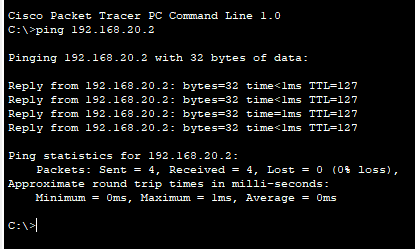 Cisco Packet Tracer PC Command Line 1.0
C:\>ping 192.168.20.2
Pinging 192.168.20.2 with 32 bytes of data:
Reply from 192.168.20.2: bytes=32 time<1ms TTL=127
Reply from 192.168.20.2: bytes=32 time<1ms TTL=127
Reply from 192.168.20.2: bytes=32 time=1ms TTL=127
Reply from 192.168.20.2: bytes=32 time<1ms TTL=127
Ping statistics for 192.168.20.2:
Packets: Sent = 4, Received = 4, Lost = 0 (0% loss),
Approximate round trip times in milli-seconds:
Minimum = 0ms, Maximum = 1ms, Average = 0ms
C:\>